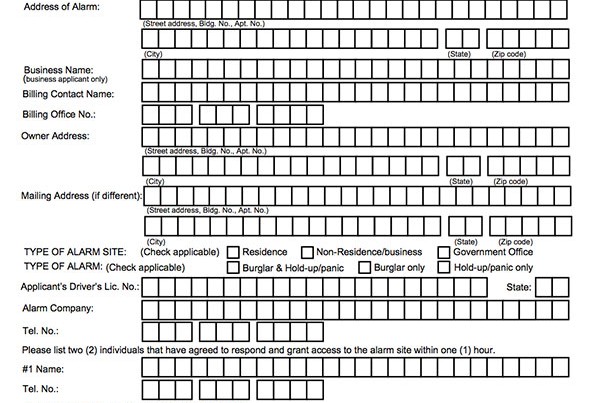 Address of Alarm:
(Street address, Bldg. No., Apt. No.)
(City) (State) (Zip code)
Business Name:
(business applicant only)
Billing Contact Name:
Billing Office No.:
Owner Address:
(Street address, Bldg. No., Apt. No.)
(City) (State) (Zip code)
Mailing Address (if different):
(Street address, Bldg. No., Apt. No.)
(City) (State) (Zip code)
TYPE OF ALARM SITE: (Check applicable) Residence Non-Residence/business Government Office
TYPE OF ALARM: (Check applicable) Burglar & Hold-up/panic Burglar only Hold-up/panic only
Applicant's Driver's Lic. No.: State:
Alarm Company:
Tel. No.:
Please list two (2) individuals that have agreed to respond and grant access to the alarm site within one (1) hour.
#1 Name:
Tel. No.: